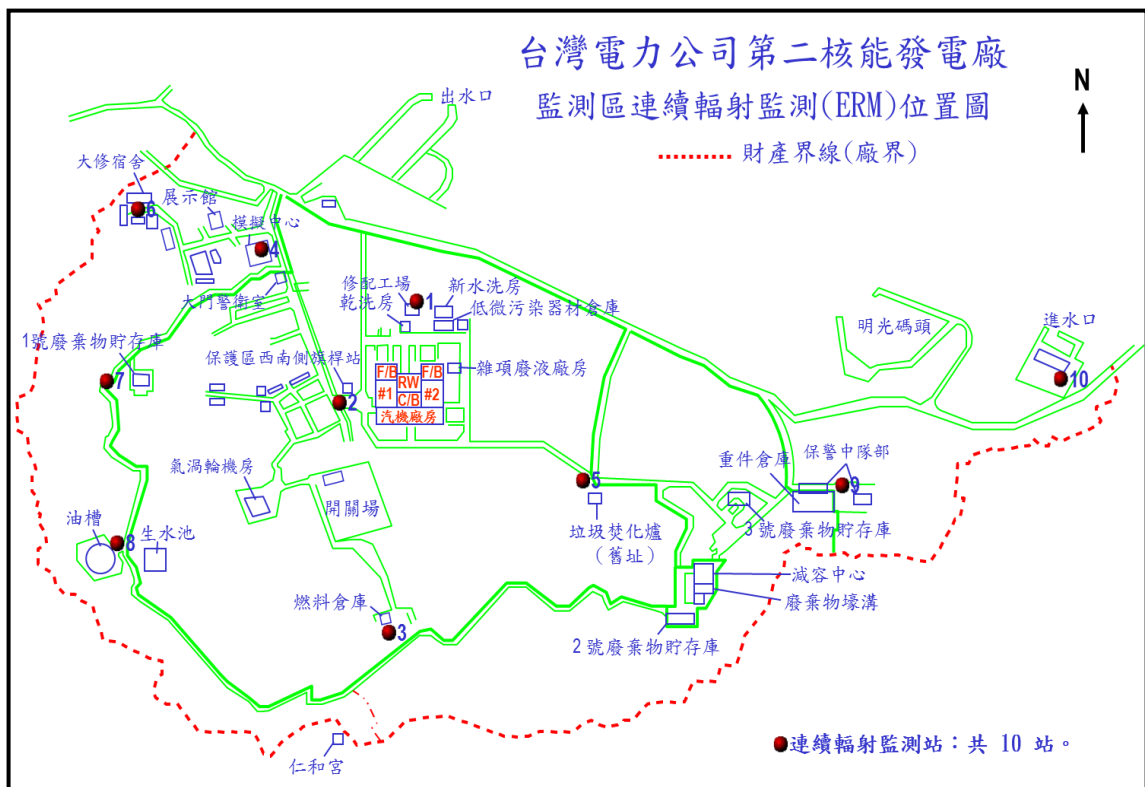 台灣電力公司第二核能發電廠
監測區連續輻射監測(ERM)位置圖
財產界線(廠界)
N
出水口
大修宿舍
6
展示館
模擬中心
4
大門警衛室
修配工場
乾洗房
1
新水洗房
低微污染器材倉庫
明光碼頭
進水口
10
1號廢棄物貯存庫
7
保護區西南側旗桿站
2
F/B
#1
RW
C/B
F/B
#2
汽機廠房
雜項廢液廠房
氣渦輪機房
開關場
5
垃圾焚化爐
(舊址)
重件倉庫
保警中隊部
9
3號廢棄物貯存庫
油槽
8
生水池
減容中心
廢棄物壕溝
燃料倉庫
3
2號廢棄物貯存庫
仁和宮
連續輻射監測站：共 10 站。